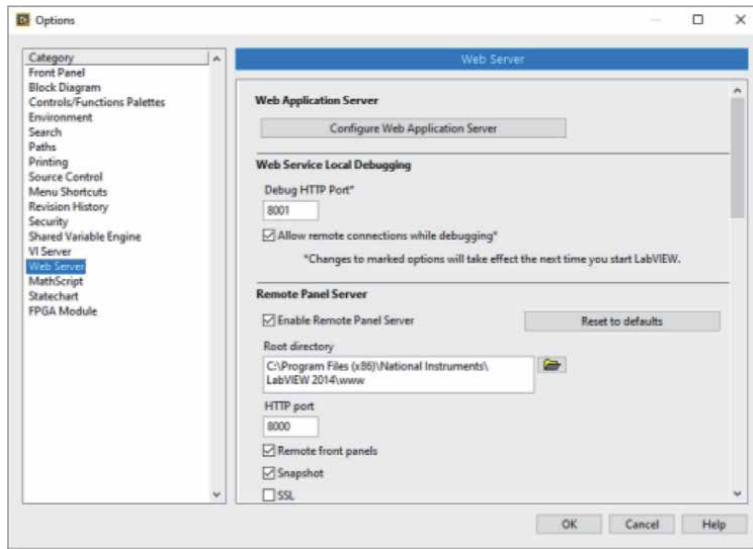 Options
Category
Front Panel
Block Diagram
Controls/Functions Palettes
Environment
Search
Paths
Printing
Source Control
Menu Shortcuts
Revision History
Security
Shared Variable Engine
VI Server
Web Server
MathScript
Statechart
FPGA Module
Web Server
Web Application Server
Configure Web Application Server
Web Service Local Debugging
Debug HTTP Port*
8001
Allow remote connections while debugging*
*Changes to marked options will take effect the next time you start LabVIEW.
Remote Panel Server
Enable Remote Panel Server
Reset to defaults
Root directory
C:\Program Files (x86)\National Instruments\
LabVIEW 2014\www
HTTP port
8000
Remote front panels
Snapshot
SSL
OK Cancel Help